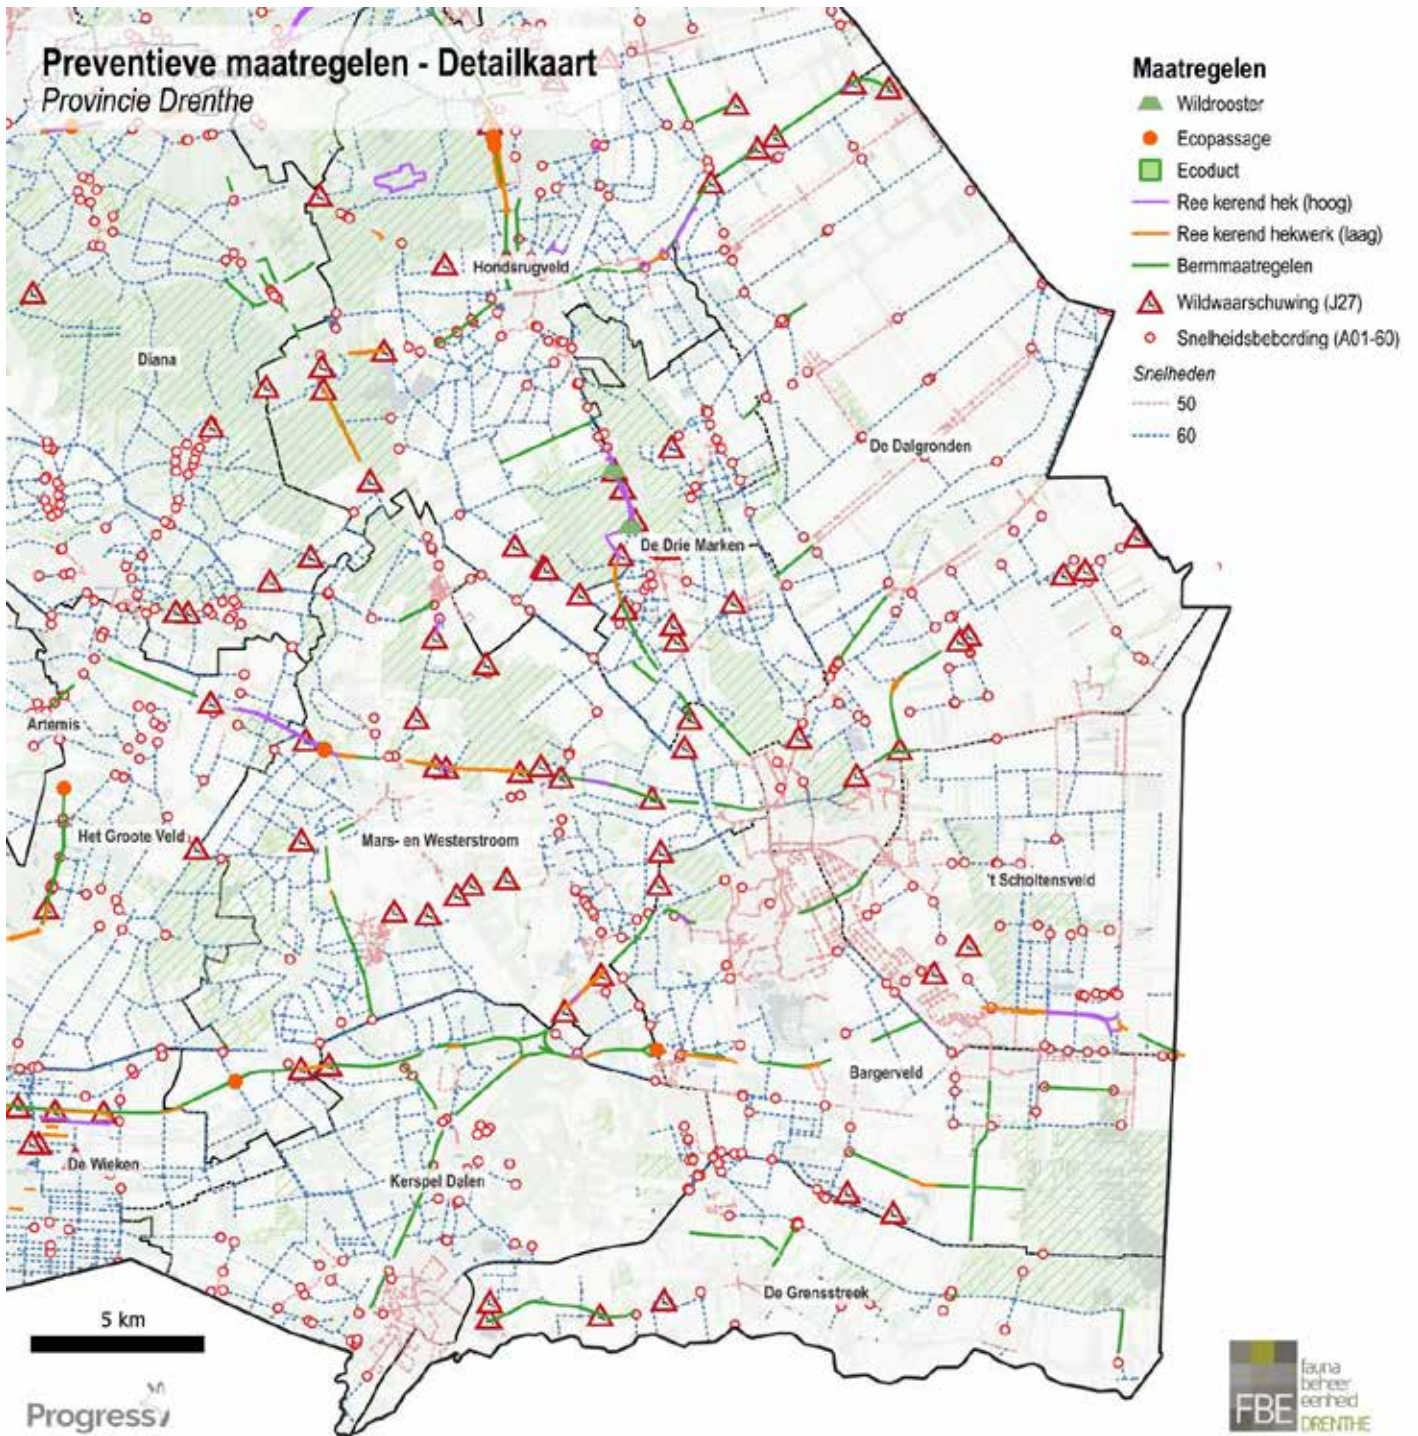 Preventieve maatregelen - Detailkaart
Provincie Drenthe
Maatregelen
Wildrooster
Ecopassage
Ecoduct
Ree kerend hek (hoog)
Ree kerend hekwerk (laag)
Bermmaatregelen
Wildwaarschuwing (J27)
Snelheidsbebording (A01-60)
Snelheden
50
60
Hondsrugveld
Diana
De Dalgronden
De Drie Marken
Artemis
Het Groote Veld
Mars- en Westerstroom
't Scholtensveld
Bargerveld
De Wieken
Kerspel Dalen
De Grensstreek
5 km
Progress
FBE
fauna
beheer
eenheid
DRENTHE